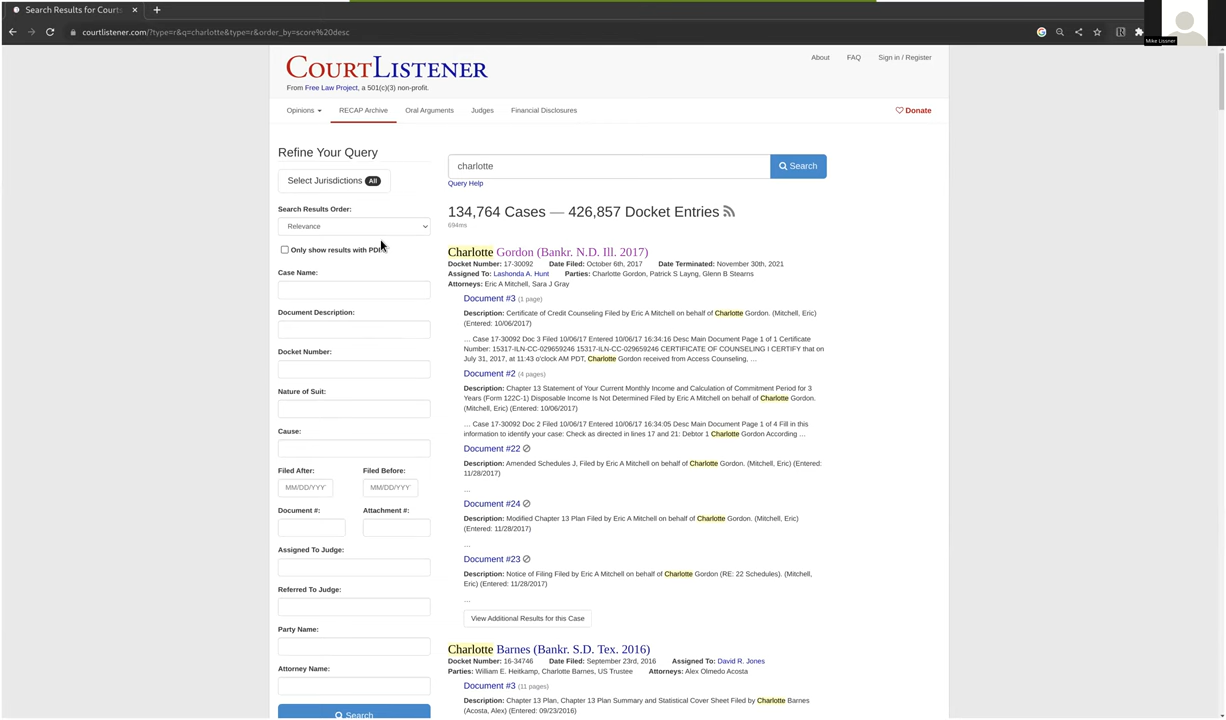 Search Results for Courtl
courtlistener.com/?type=r&q=charlotte&type=r&order_by=score%20desc
Mike Lissner
COURTLISTENER
From Free Law Project, a 501(c)(3) non-profit.
About FAQ Sign in / Register
Opinions RECAP Archive Oral Arguments Judges Financial Disclosures Donate
Refine Your Query
Select Jurisdictions All
Search Results Order:
Relevance
Only show results with PDFs
Case Name:
Document Description:
Docket Number:
Nature of Suit:
Cause:
Filed After: Filed Before:
MM/DD/YYY MM/DD/YYY
Document #: Attachment #:
Assigned To Judge:
Referred To Judge:
Party Name:
Attorney Name:
Search
charlotte Search
Query Help
134,764 Cases — 426,857 Docket Entries
694ms
Charlotte Gordon (Bankr. N.D. Ill. 2017)
Docket Number: 17-30092 Date Filed: October 6th, 2017 Date Terminated: November 30th, 2021
Assigned To: Lashonda A. Hunt Parties: Charlotte Gordon, Patrick S Layng, Glenn B Stearns
Attorneys: Eric A Mitchell, Sara J Gray
Document #3 (1 page)
Description: Certificate of Credit Counseling Filed by Eric A Mitchell on behalf of Charlotte Gordon. (Mitchell, Eric)
(Entered: 10/06/2017)
... Case 17-30092 Doc 3 Filed 10/06/17 Entered 10/06/17 16:34:16 Desc Main Document Page 1 of 1 Certificate
Number: 15317-ILN-CC-029659246 15317-ILN-CC-029659246 CERTIFICATE OF COUNSELING I CERTIFY that on
July 31, 2017, at 11:43 o'clock AM PDT, Charlotte Gordon received from Access Counseling, ...
Document #2 (4 pages)
Description: Chapter 13 Statement of Your Current Monthly Income and Calculation of Commitment Period for 3
Years (Form 122C-1) Disposable Income Is Not Determined Filed by Eric A Mitchell on behalf of Charlotte Gordon.
(Mitchell, Eric) (Entered: 10/06/2017)
... Case 17-30092 Doc 2 Filed 10/06/17 Entered 10/06/17 16:34:05 Desc Main Document Page 1 of 4 Fill in this
information to identify your case: Check as directed in lines 17 and 21: Debtor 1 Charlotte Gordon According ...
Document #22
Description: Amended Schedules J, Filed by Eric A Mitchell on behalf of Charlotte Gordon. (Mitchell, Eric) (Entered:
11/28/2017)
...
Document #24
Description: Modified Chapter 13 Plan Filed by Eric A Mitchell on behalf of Charlotte Gordon. (Mitchell, Eric)
(Entered: 11/28/2017)
...
Document #23
Description: Notice of Filing Filed by Eric A Mitchell on behalf of Charlotte Gordon (RE: 22 Schedules). (Mitchell,
Eric) (Entered: 11/28/2017)
...
View Additional Results for this Case
Charlotte Barnes (Bankr. S.D. Tex. 2016)
Docket Number: 16-34746 Date Filed: September 23rd, 2016 Assigned To: David R. Jones
Parties: William E. Heitkamp, Charlotte Barnes, US Trustee Attorneys: Alex Olmedo Acosta
Document #3 (11 pages)
Description: Chapter 13 Plan, Chapter 13 Plan Summary and Statistical Cover Sheet Filed by Charlotte Barnes
(Acosta, Alex) (Entered: 09/23/2016)